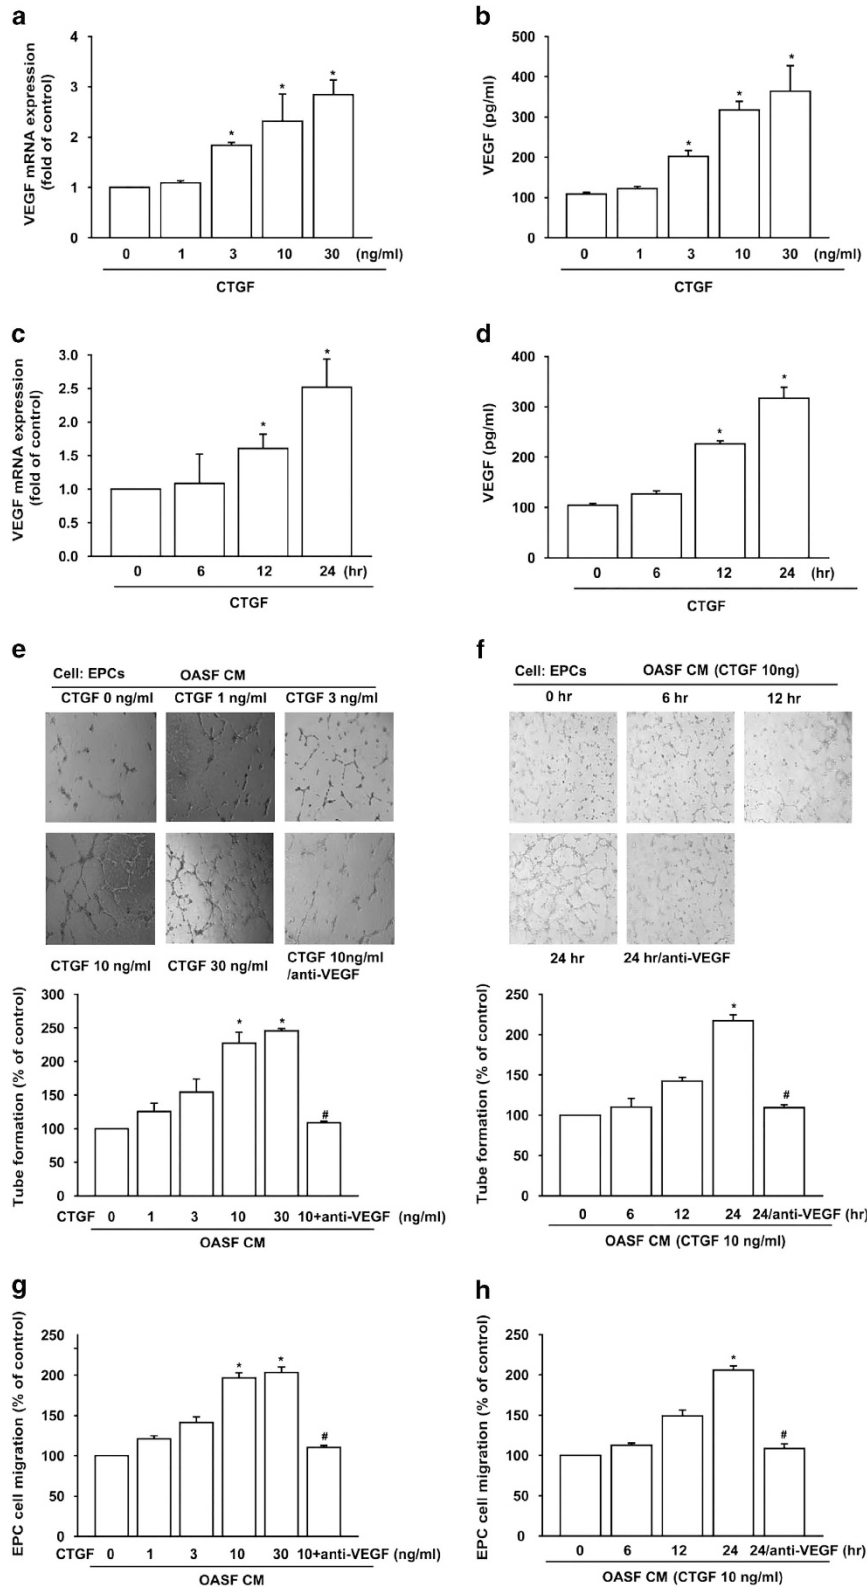 a
VEGF mRNA expression
(fold of control)
4
3
2
1
0
*
*
*
0 1 3 10 30 (ng/ml)
CTGF
b
VEGF
(pg/ml)
500
400
300
200
100
0
*
*
*
0 1 3 10 30 (ng/ml)
CTGF
c
VEGF mRNA expression
(fold of control)
3.0
2.5
2.0
1.5
1.0
0.5
0.0
*
*
0 6 12 24 (hr)
CTGF
d
VEGF
(pg/ml)
400
300
200
100
0
*
*
0 6 12 24 (hr)
CTGF
e
Cell: EPCs OASF CM
CTGF 0 ng/ml CTGF 1 ng/ml CTGF 3 ng/ml
CTGF 10 ng/ml CTGF 30 ng/ml CTGF 10ng/ml
/anti-VEGF
Tube formation (% of control)
300
250
200
150
100
50
0
* *
#
CTGF 0 1 3 10 30 10+anti-VEGF (ng/ml)
OASF CM
f
Cell: EPCs OASF CM (CTGF 10ng)
0 hr 6 hr 12 hr
24 hr 24 hr/anti-VEGF
Tube formation (% of control)
250
200
150
100
50
0
*
#
0 6 12 24 24/anti-VEGF (hr)
OASF CM (CTGF 10 ng/ml)
g
EPC cell migration (% of control)
250
200
150
100
50
0
* *
#
CTGF 0 1 3 10 30 10+anti-VEGF (ng/ml)
OASF CM
h
EPC cell migration (% of control)
250
200
150
100
50
0
*
#
0 6 12 24 24/anti-VEGF (hr)
OASF CM (CTGF 10 ng/ml)